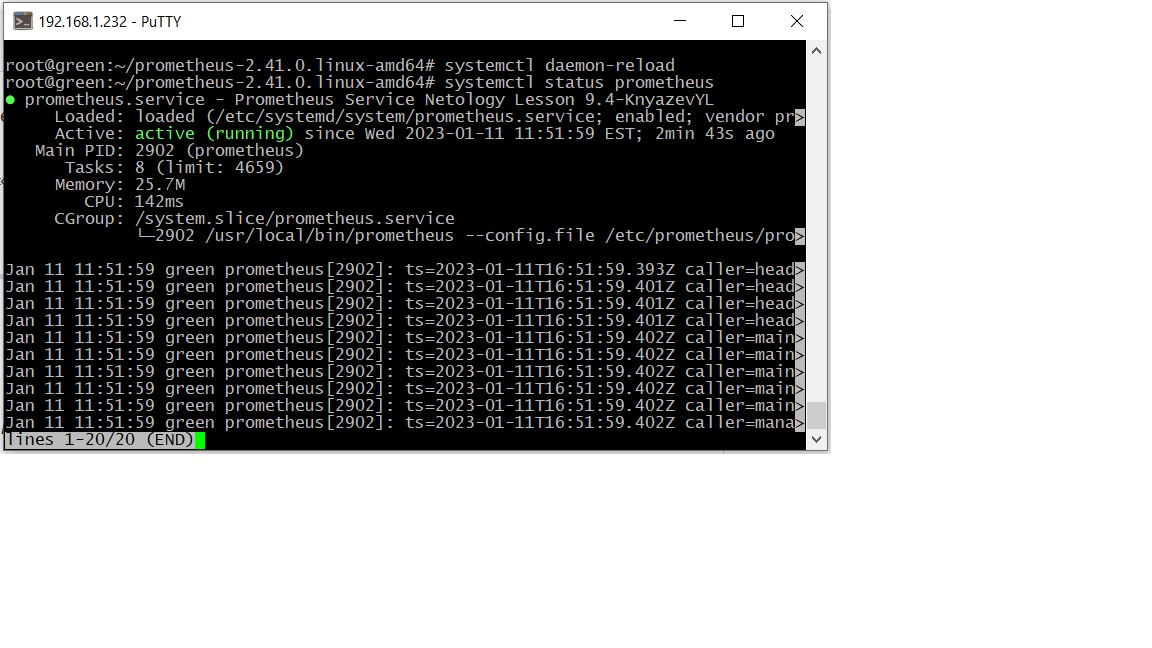 192.168.1.232 - PuTTY
root@green:~/prometheus-2.41.0.linux-amd64# systemctl daemon-reload
root@green:~/prometheus-2.41.0.linux-amd64# systemctl status prometheus
● prometheus.service - Prometheus Service Netology Lesson 9.4-KnyazevYL
Loaded: loaded (/etc/systemd/system/prometheus.service; enabled; vendor pr>
Active: active (running) since Wed 2023-01-11 11:51:59 EST; 2min 43s ago
Main PID: 2902 (prometheus)
Tasks: 8 (limit: 4659)
Memory: 25.7M
CPU: 142ms
CGroup: /system.slice/prometheus.service
└─2902 /usr/local/bin/prometheus --config.file /etc/prometheus/pro>
Jan 11 11:51:59 green prometheus[2902]: ts=2023-01-11T16:51:59.393Z caller=head>
Jan 11 11:51:59 green prometheus[2902]: ts=2023-01-11T16:51:59.401Z caller=head>
Jan 11 11:51:59 green prometheus[2902]: ts=2023-01-11T16:51:59.401Z caller=head>
Jan 11 11:51:59 green prometheus[2902]: ts=2023-01-11T16:51:59.401Z caller=head>
Jan 11 11:51:59 green prometheus[2902]: ts=2023-01-11T16:51:59.402Z caller=main>
Jan 11 11:51:59 green prometheus[2902]: ts=2023-01-11T16:51:59.402Z caller=main>
Jan 11 11:51:59 green prometheus[2902]: ts=2023-01-11T16:51:59.402Z caller=main>
Jan 11 11:51:59 green prometheus[2902]: ts=2023-01-11T16:51:59.402Z caller=main>
Jan 11 11:51:59 green prometheus[2902]: ts=2023-01-11T16:51:59.402Z caller=main>
Jan 11 11:51:59 green prometheus[2902]: ts=2023-01-11T16:51:59.402Z caller=mana>
lines 1-20/20 (END)